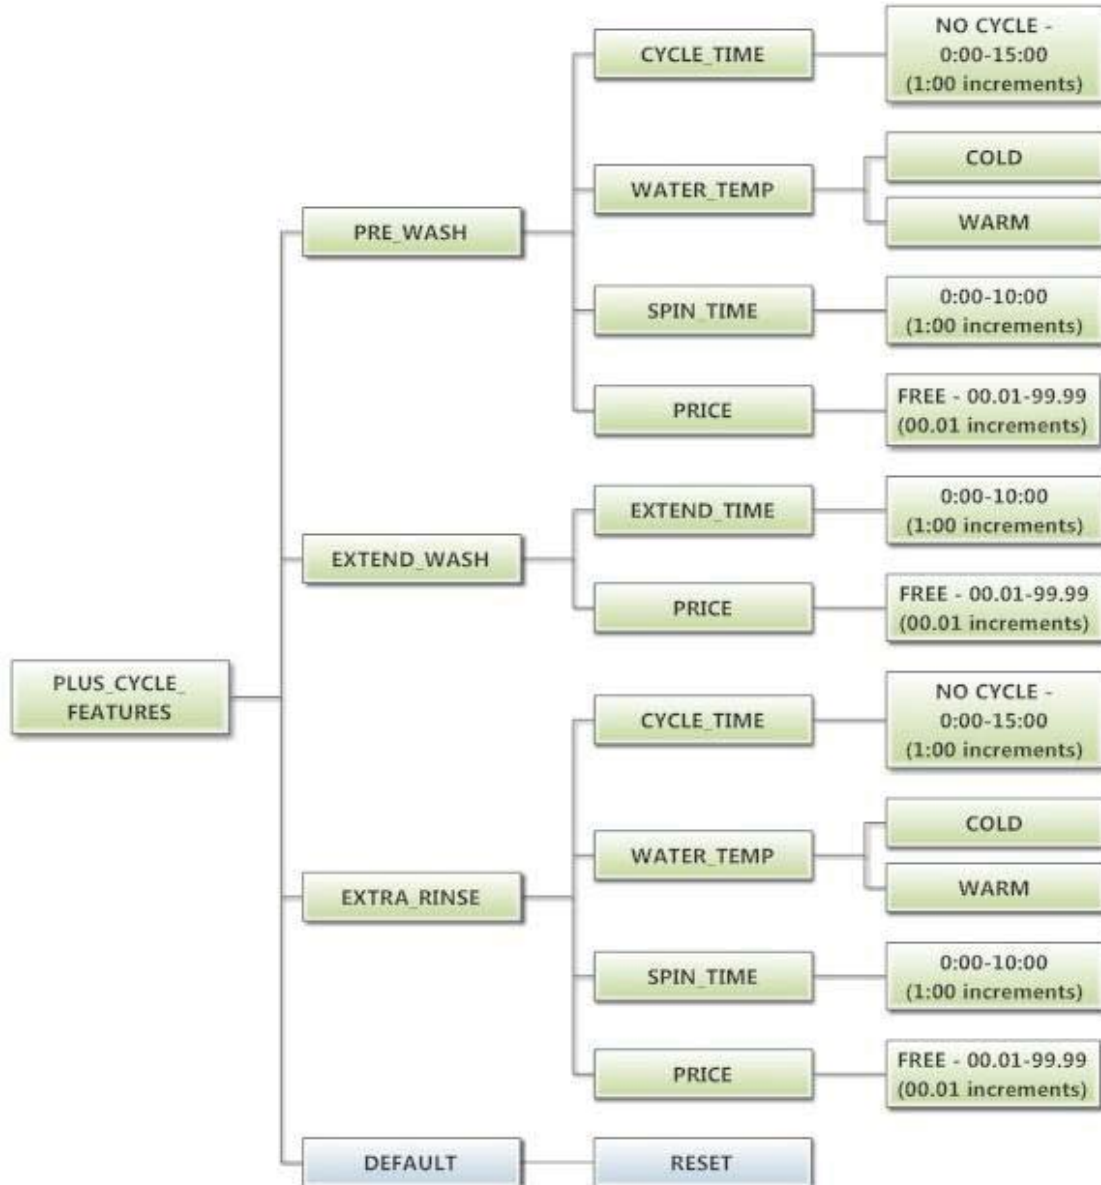 PLUS_CYCLE_
FEATURES
PRE_WASH
CYCLE_TIME
NO CYCLE -
0:00-15:00
(1:00 increments)
WATER_TEMP
COLD
WARM
SPIN_TIME
0:00-10:00
(1:00 increments)
PRICE
FREE - 00.01-99.99
(00.01 increments)
EXTEND_WASH
EXTEND_TIME
0:00-10:00
(1:00 increments)
PRICE
FREE - 00.01-99.99
(00.01 increments)
EXTRA_RINSE
CYCLE_TIME
NO CYCLE -
0:00-15:00
(1:00 increments)
WATER_TEMP
COLD
WARM
SPIN_TIME
0:00-10:00
(1:00 increments)
PRICE
FREE - 00.01-99.99
(00.01 increments)
DEFAULT
RESET